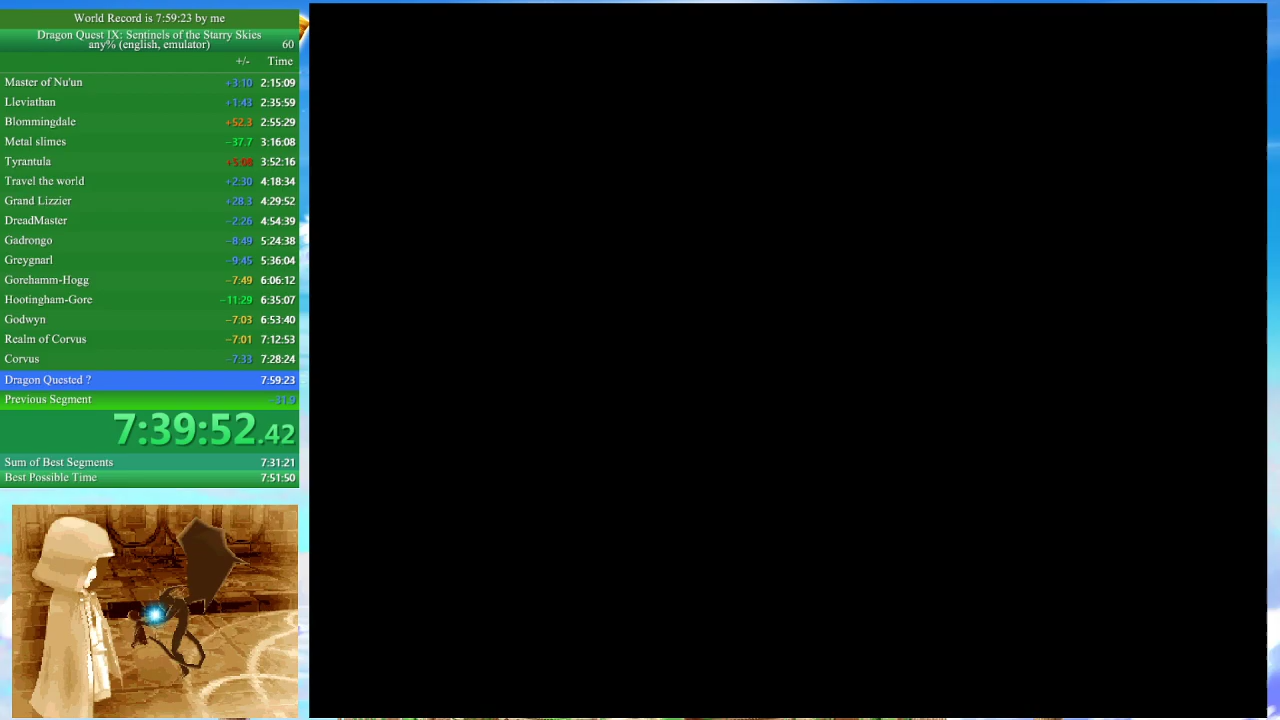 World Record is 7:59:23 by me
Dragon Quest IX: Sentinels of the Starry Skies
any% (english, emulator) 60
+/- Time
Master of Nu'un +3:10 2:15:09
Lleviathan +1:43 2:35:59
Blommingdale +52.3 2:55:29
Metal slimes −37.7 3:16:08
Tyrantula +5:08 3:52:16
Travel the world +2:30 4:18:34
Grand Lizzier +28.3 4:29:52
DreadMaster −2:26 4:54:39
Gadrongo −8:49 5:24:38
Greygnarl −9:45 5:36:04
Gorehamm-Hogg −7:49 6:06:12
Hootingham-Gore −11:29 6:35:07
Godwyn −7:03 6:53:40
Realm of Corvus −7:01 7:12:53
Corvus −7:33 7:28:24
Dragon Quested ? 7:59:23
Previous Segment −31.9
7:39:52.42
Sum of Best Segments 7:31:21
Best Possible Time 7:51:50